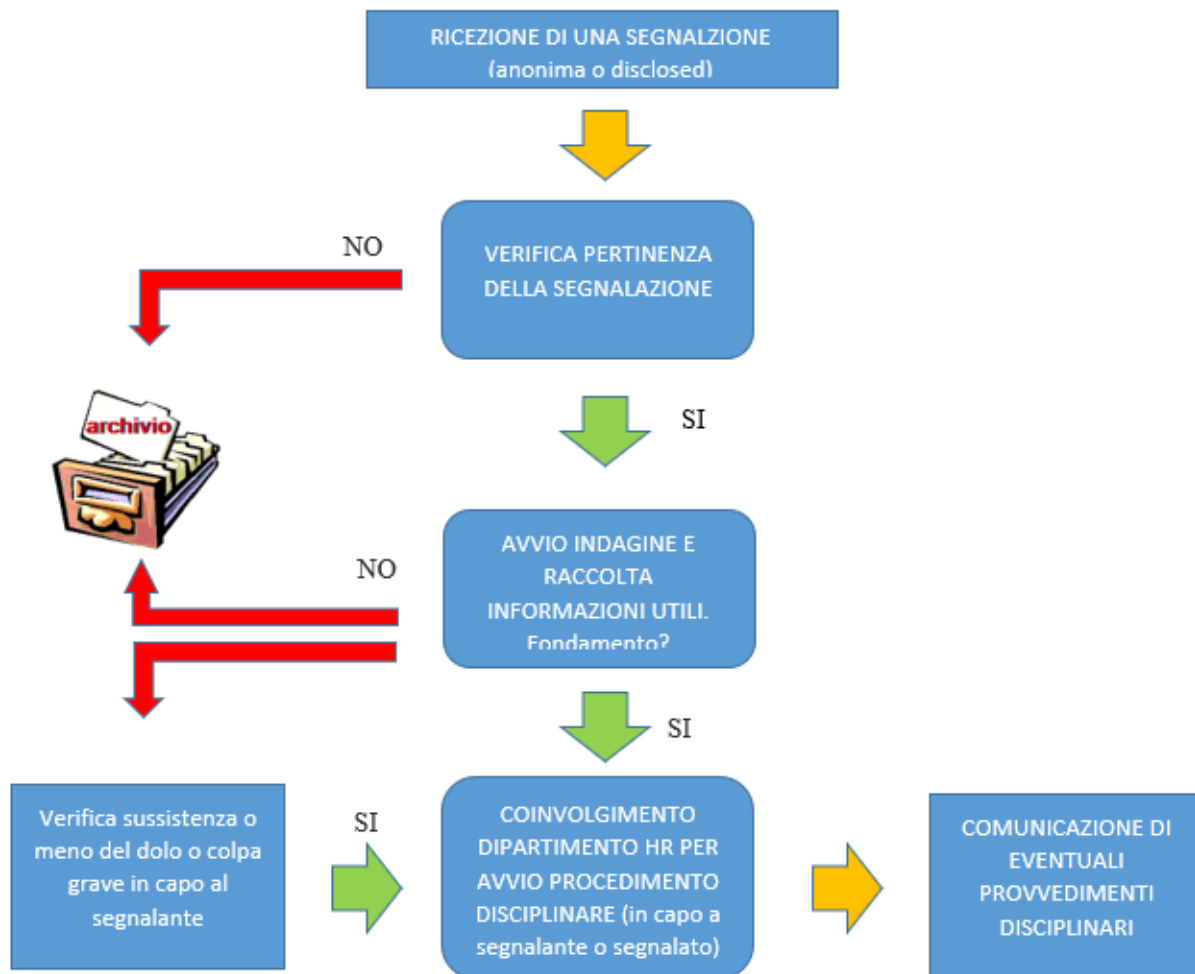 RICEZIONE DI UNA SEGNALZIONE
(anonima o disclosed)
NO
VERIFICA PERTINENZA
DELLA SEGNALAZIONE
archivio
SI
NO
AVVIO INDAGINE E
RACCOLTA
INFORMAZIONI UTILI.
Fondamento?
SI
Verifica sussistenza o
meno del dolo o colpa
grave in capo al
segnalante
SI
COINVOLGIMENTO
DIPARTIMENTO HR PER
AVVIO PROCEDIMENTO
DISCIPLINARE (in capo a
segnalante o segnalato)
COMUNICAZIONE DI
EVENTUALI
PROVVEDIMENTI
DISCIPLINARI